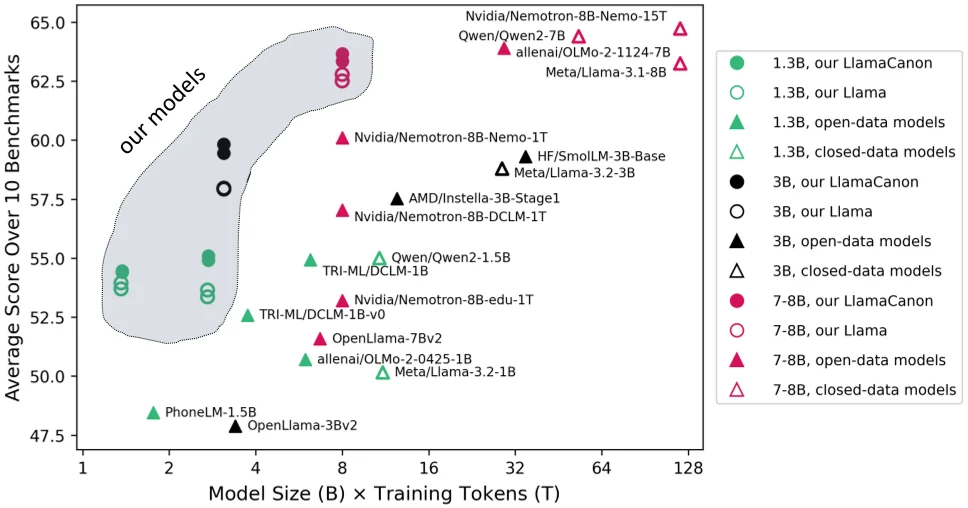 Average Score Over 10 Benchmarks
65.0
62.5
60.0
57.5
55.0
52.5
50.0
47.5
our models
Nvidia/Nemotron-8B-Nemo-15T
Qwen/Qwen2-7B
allenai/OLMo-2-1124-7B
Meta/Llama-3.1-8B
Nvidia/Nemotron-8B-Nemo-1T
HF/SmolLM-3B-Base
Meta/Llama-3.2-3B
AMD/Instella-3B-Stage1
Nvidia/Nemotron-8B-DCLM-1T
Qwen/Qwen2-1.5B
TRI-ML/DCLM-1B
Nvidia/Nemotron-8B-edu-1T
TRI-ML/DCLM-1B-v0
OpenLlama-7Bv2
allenai/OLMo-2-0425-1B
Meta/Llama-3.2-1B
PhoneLM-1.5B
OpenLlama-3Bv2
1 2 4 8 16 32 64 128
Model Size (B) × Training Tokens (T)
1.3B, our LlamaCanon
1.3B, our Llama
1.3B, open-data models
1.3B, closed-data models
3B, our LlamaCanon
3B, our Llama
3B, open-data models
3B, closed-data models
7-8B, our LlamaCanon
7-8B, our Llama
7-8B, open-data models
7-8B, closed-data models